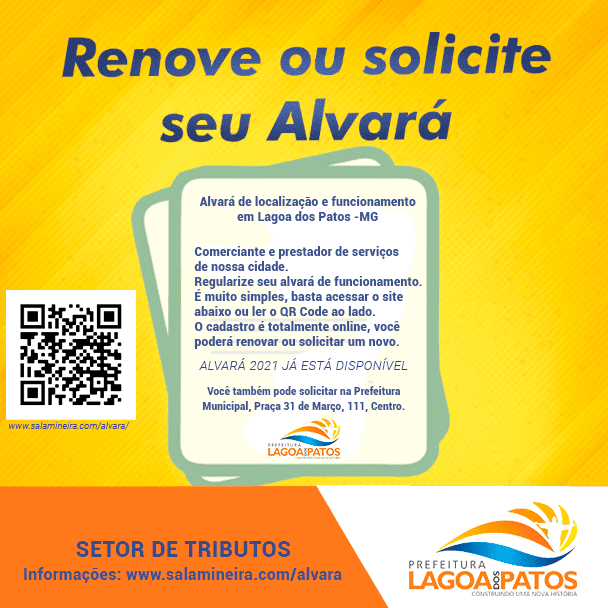 Renove ou solicite
seu Alvará
Alvará de localização e funcionamento
em Lagoa dos Patos -MG
Comerciante e prestador de serviços
de nossa cidade.
Regularize seu alvará de funcionamento.
É muito simples, basta acessar o site
abaixo ou ler o QR Code ao lado.
O cadastro é totalmente online, você
poderá renovar ou solicitar um novo.
ALVARÁ 2021 JÁ ESTÁ DISPONÍVEL
Você também pode solicitar na Prefeitura
Municipal, Praça 31 de Março, 111, Centro.
www.salamineira.com/alvara/
PREFEITURA
LAGOA DOS PATOS
CONSTRUINDO UMA NOVA HISTÓRIA
SETOR DE TRIBUTOS
Informações: www.salamineira.com/alvara
PREFEITURA
LAGOA DOS PATOS
CONSTRUINDO UMA NOVA HISTÓRIA